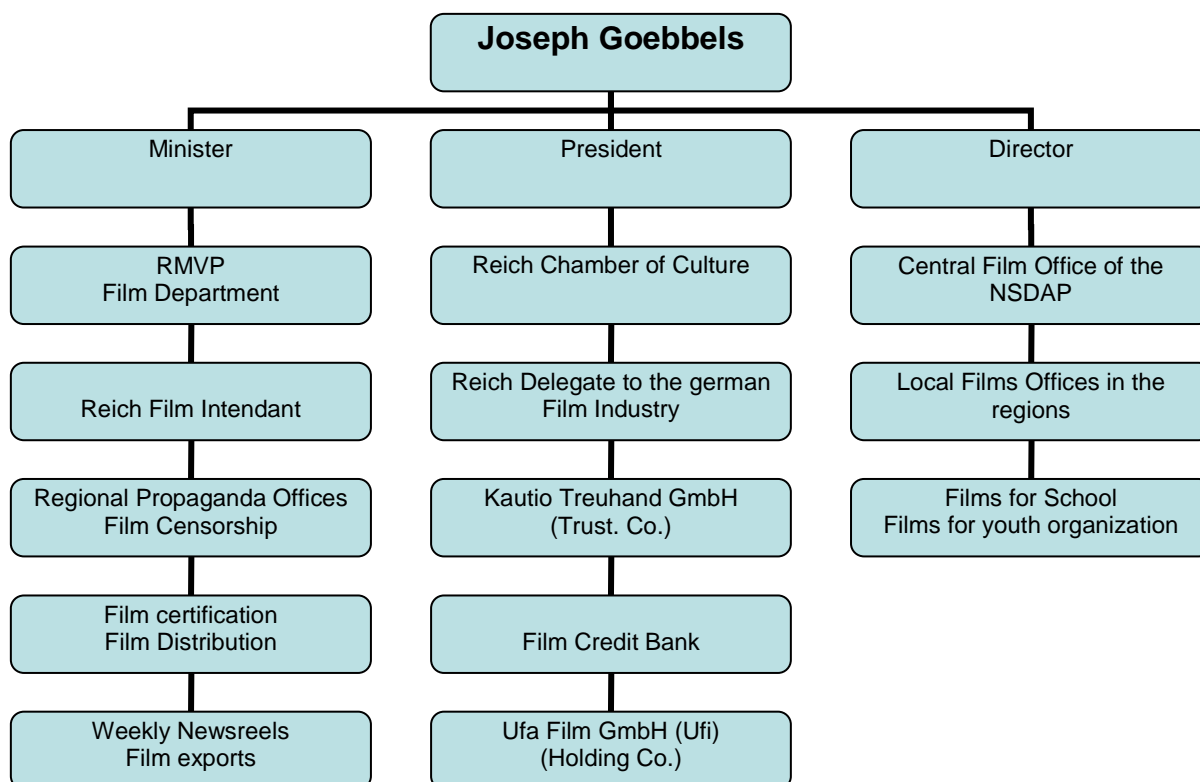 Joseph Goebbels
Minister
President
Director
RMVP
Film Department
Reich Chamber of Culture
Central Film Office of the
NSDAP
Reich Film Intendant
Reich Delegate to the german
Film Industry
Local Films Offices in the
regions
Regional Propaganda Offices
Film Censorship
Kautio Treuhand GmbH
(Trust. Co.)
Films for School
Films for youth organization
Film certification
Film Distribution
Film Credit Bank
Weekly Newsreels
Film exports
Ufa Film GmbH (Ufi)
(Holding Co.)